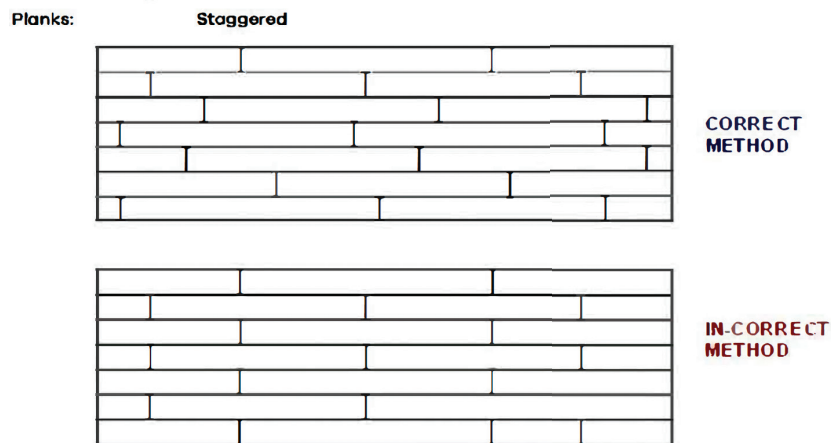 Planks: Staggered
CORRECT
METHOD
IN-CORRECT
METHOD